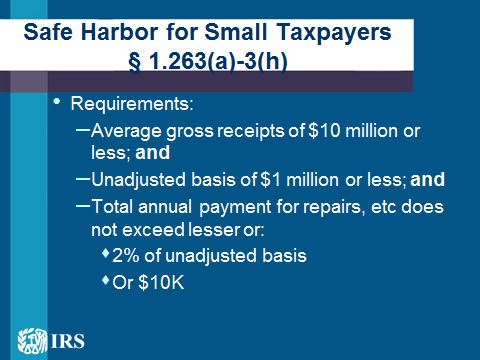 Safe Harbor for Small Taxpayers
§ 1.263(a)-3(h)
• Requirements:
–Average gross receipts of $10 million or
less; and
–Unadjusted basis of $1 million or less; and
–Total annual payment for repairs, etc does
not exceed lesser or:
♦2% of unadjusted basis
♦Or $10K
IRS